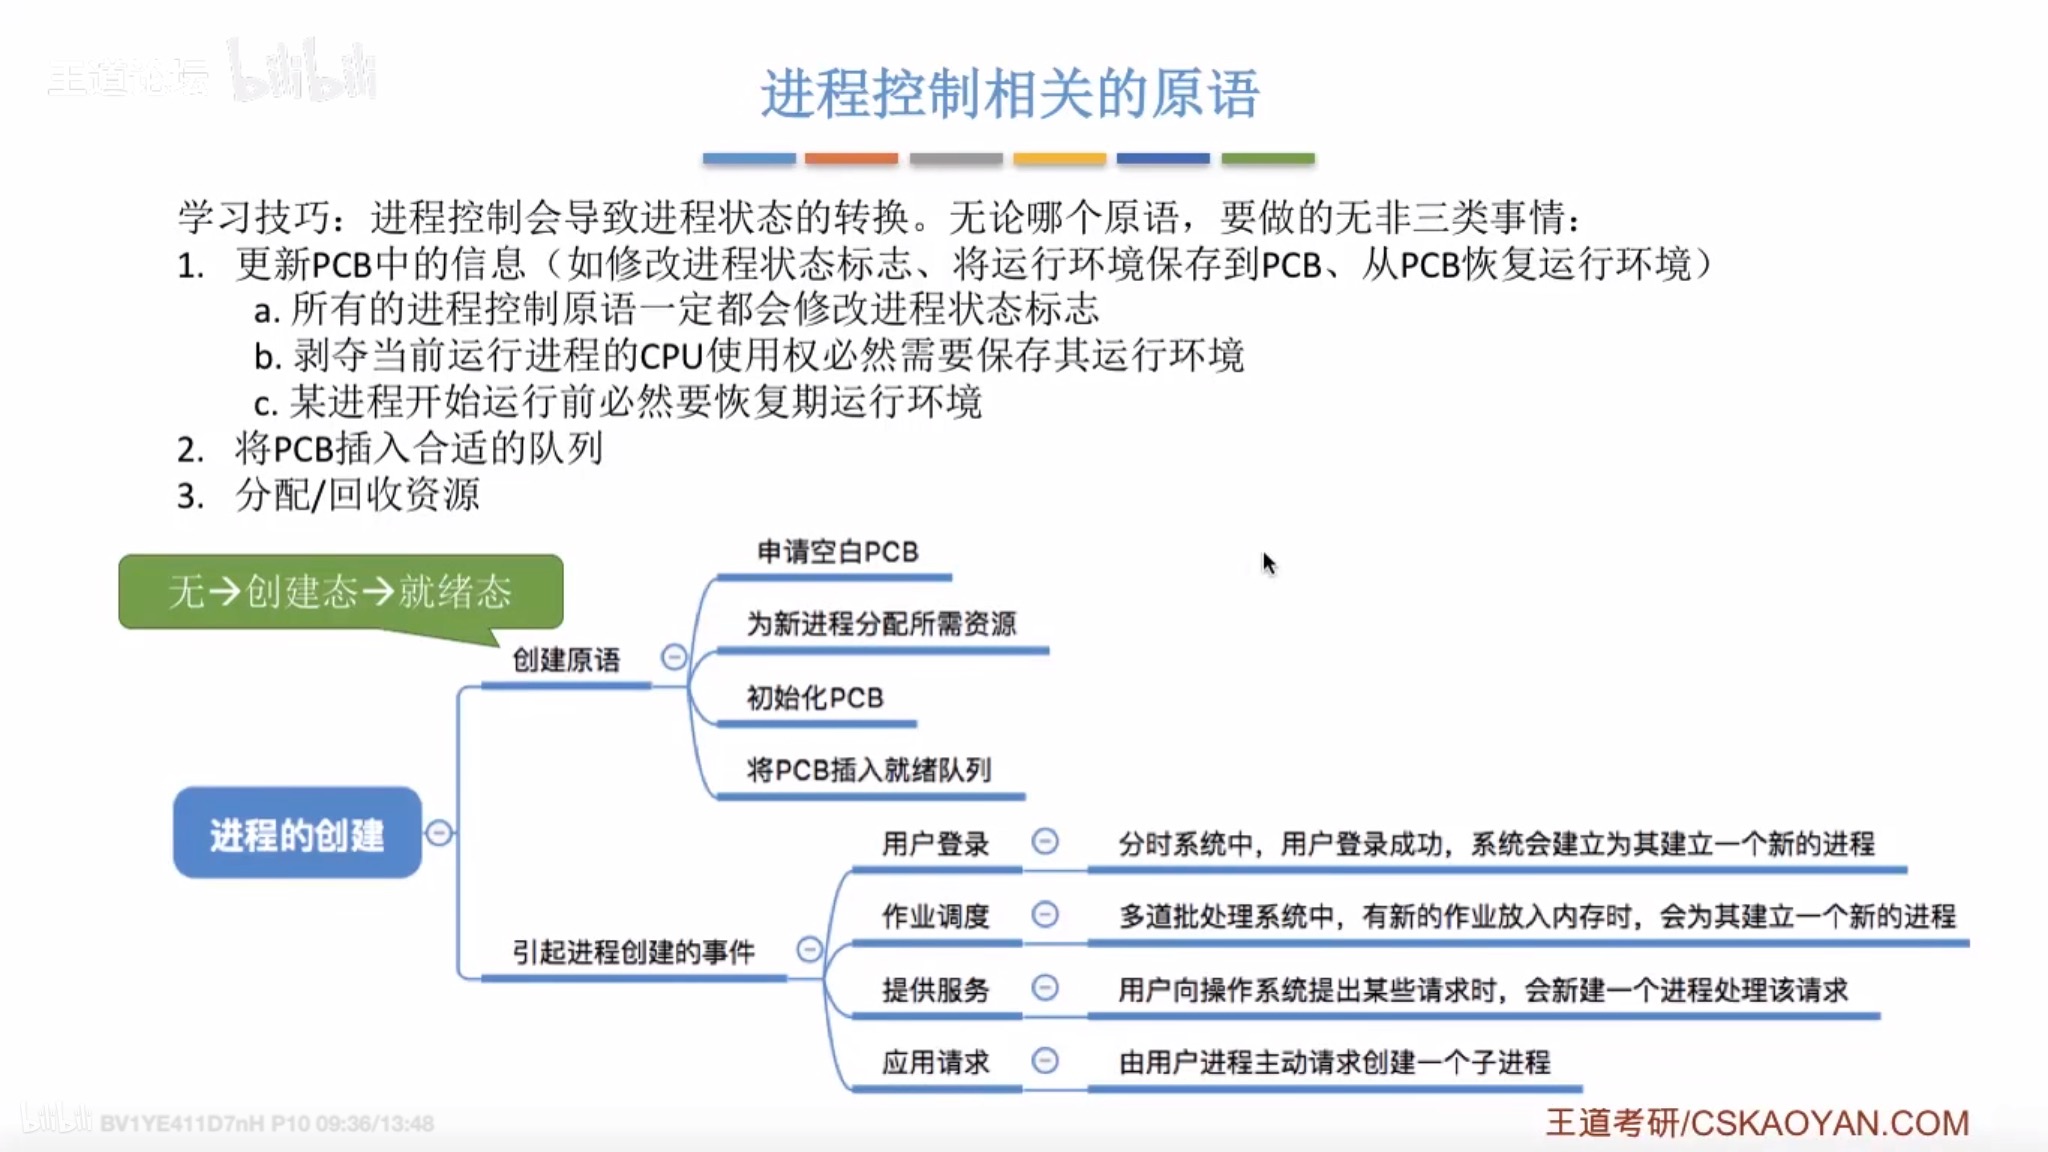 王道论坛 bilibili
进程控制相关的原语
学习技巧：进程控制会导致进程状态的转换。无论哪个原语，要做的无非三类事情：
1. 更新PCB中的信息（如修改进程状态标志、将运行环境保存到PCB、从PCB恢复运行环境）
a. 所有的进程控制原语一定都会修改进程状态标志
b. 剥夺当前运行进程的CPU使用权必然需要保存其运行环境
c. 某进程开始运行前必然要恢复期运行环境
2. 将PCB插入合适的队列
3. 分配/回收资源
无→创建态→就绪态
进程的创建
创建原语
申请空白PCB
为新进程分配所需资源
初始化PCB
将PCB插入就绪队列
引起进程创建的事件
用户登录
分时系统中，用户登录成功，系统会建立为其建立一个新的进程
作业调度
多道批处理系统中，有新的作业放入内存时，会为其建立一个新的进程
提供服务
用户向操作系统提出某些请求时，会新建一个进程处理该请求
应用请求
由用户进程主动请求创建一个子进程
bilibili BV1YE411D7nH P10 09:36/13:48
王道考研/CSKAOYAN.COM